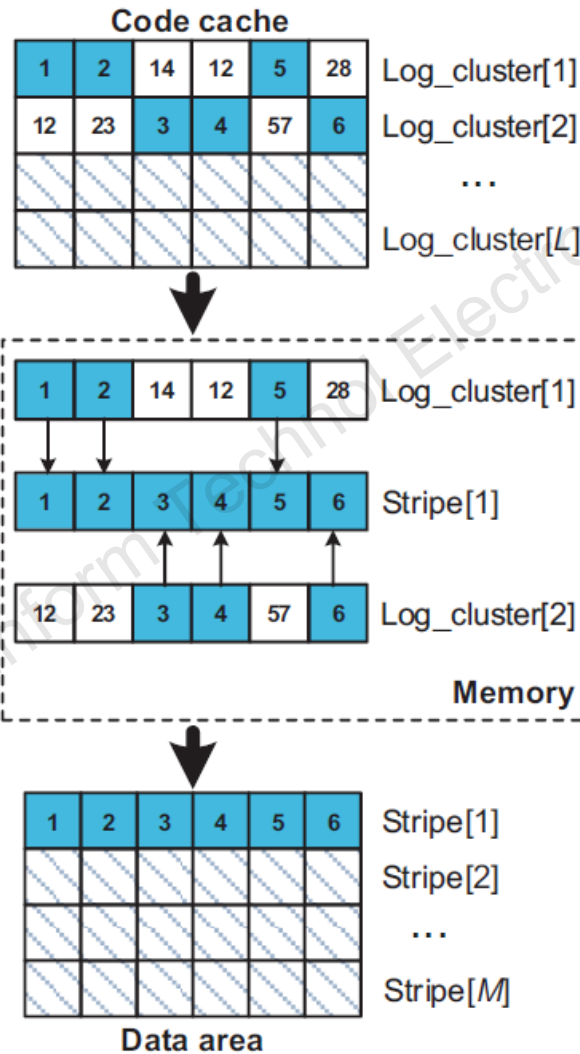 Code cache
1 2 14 12 5 28 Log_cluster[1]
12 23 3 4 57 6 Log_cluster[2]
...
Log_cluster[L]
1 2 14 12 5 28 Log_cluster[1]
1 2 3 4 5 6 Stripe[1]
12 23 3 4 57 6 Log_cluster[2]
Memory
1 2 3 4 5 6 Stripe[1]
Stripe[2]
...
Stripe[M]
Data area
nform Technol Electro